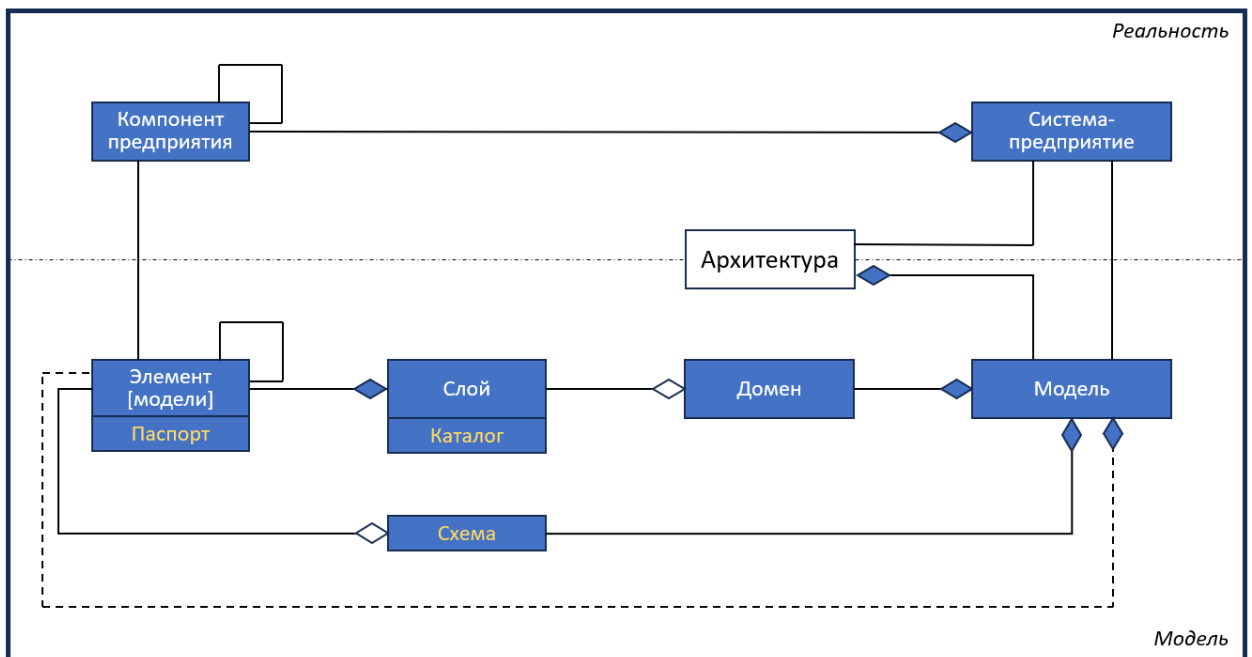 Реальность
Компонент
предприятия
Система-
предприятие
Архитектура
Элемент
[модели]
Паспорт
Слой
Каталог
Домен
Модель
Схема
Модель